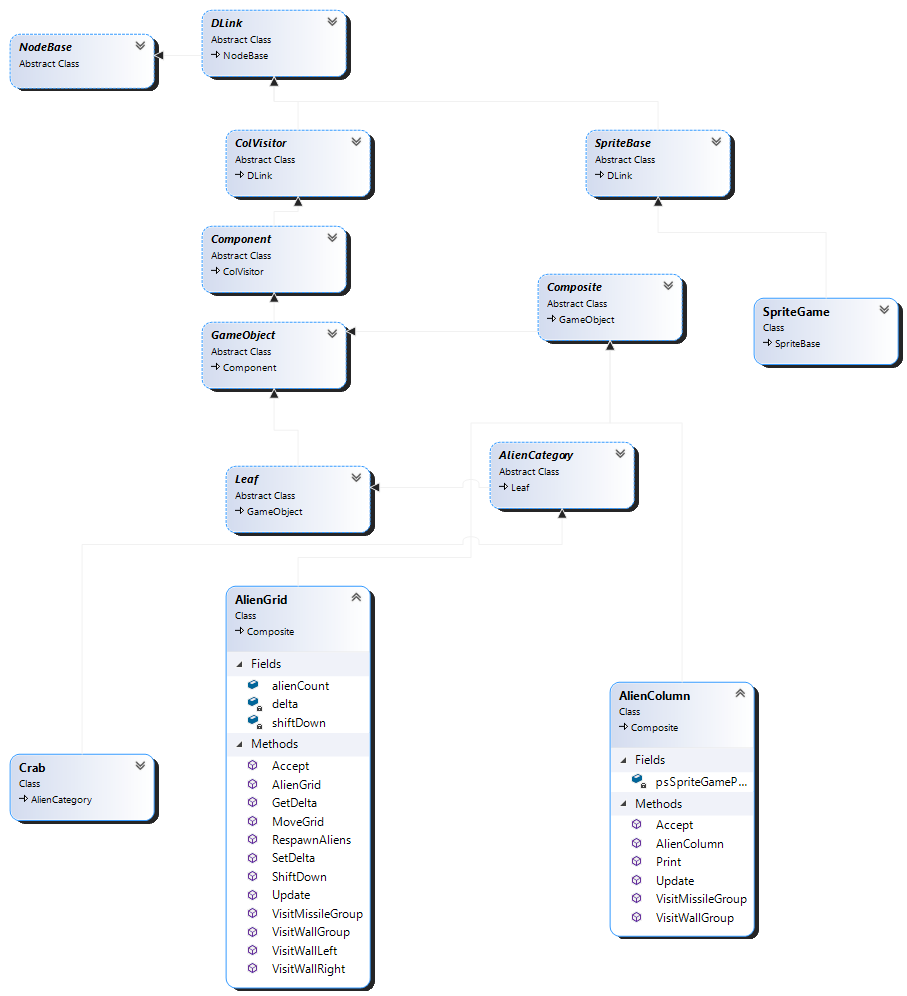 DLink
Abstract Class
NodeBase
NodeBase
Abstract Class
ColVisitor
Abstract Class
DLink
SpriteBase
Abstract Class
DLink
Component
Abstract Class
ColVisitor
Composite
Abstract Class
GameObject
SpriteGame
Class
SpriteBase
GameObject
Abstract Class
Component
AlienCategory
Abstract Class
Leaf
Leaf
Abstract Class
GameObject
AlienGrid
Class
Composite
Fields
alienCount
delta
shiftDown
Methods
Accept
AlienGrid
GetDelta
MoveGrid
RespawnAliens
SetDelta
ShiftDown
Update
VisitMissileGroup
VisitWallGroup
VisitWallLeft
VisitWallRight
AlienColumn
Class
Composite
Fields
psSpriteGameP...
Methods
Accept
AlienColumn
Print
Update
VisitMissileGroup
VisitWallGroup
Crab
Class
AlienCategory